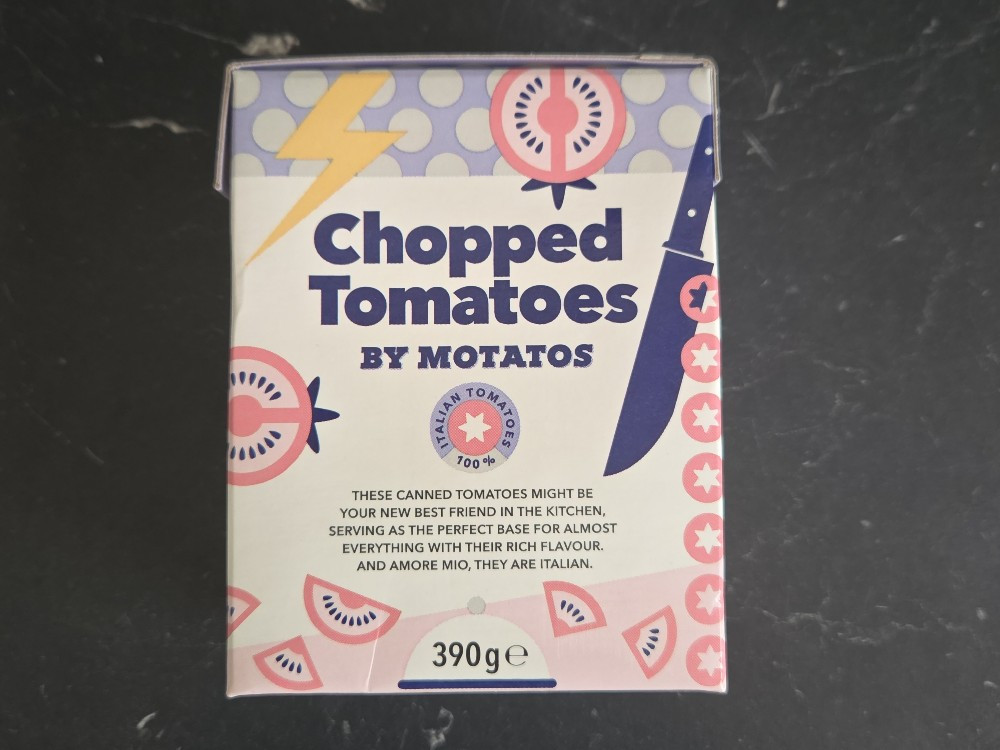 Chopped
Tomatoes
BY MOTATOS
ITALIAN TOMATOES
100%
THESE CANNED TOMATOES MIGHT BE
YOUR NEW BEST FRIEND IN THE KITCHEN,
SERVING AS THE PERFECT BASE FOR ALMOST
EVERYTHING WITH THEIR RICH FLAVOUR.
AND AMORE MIO, THEY ARE ITALIAN.
390g℮